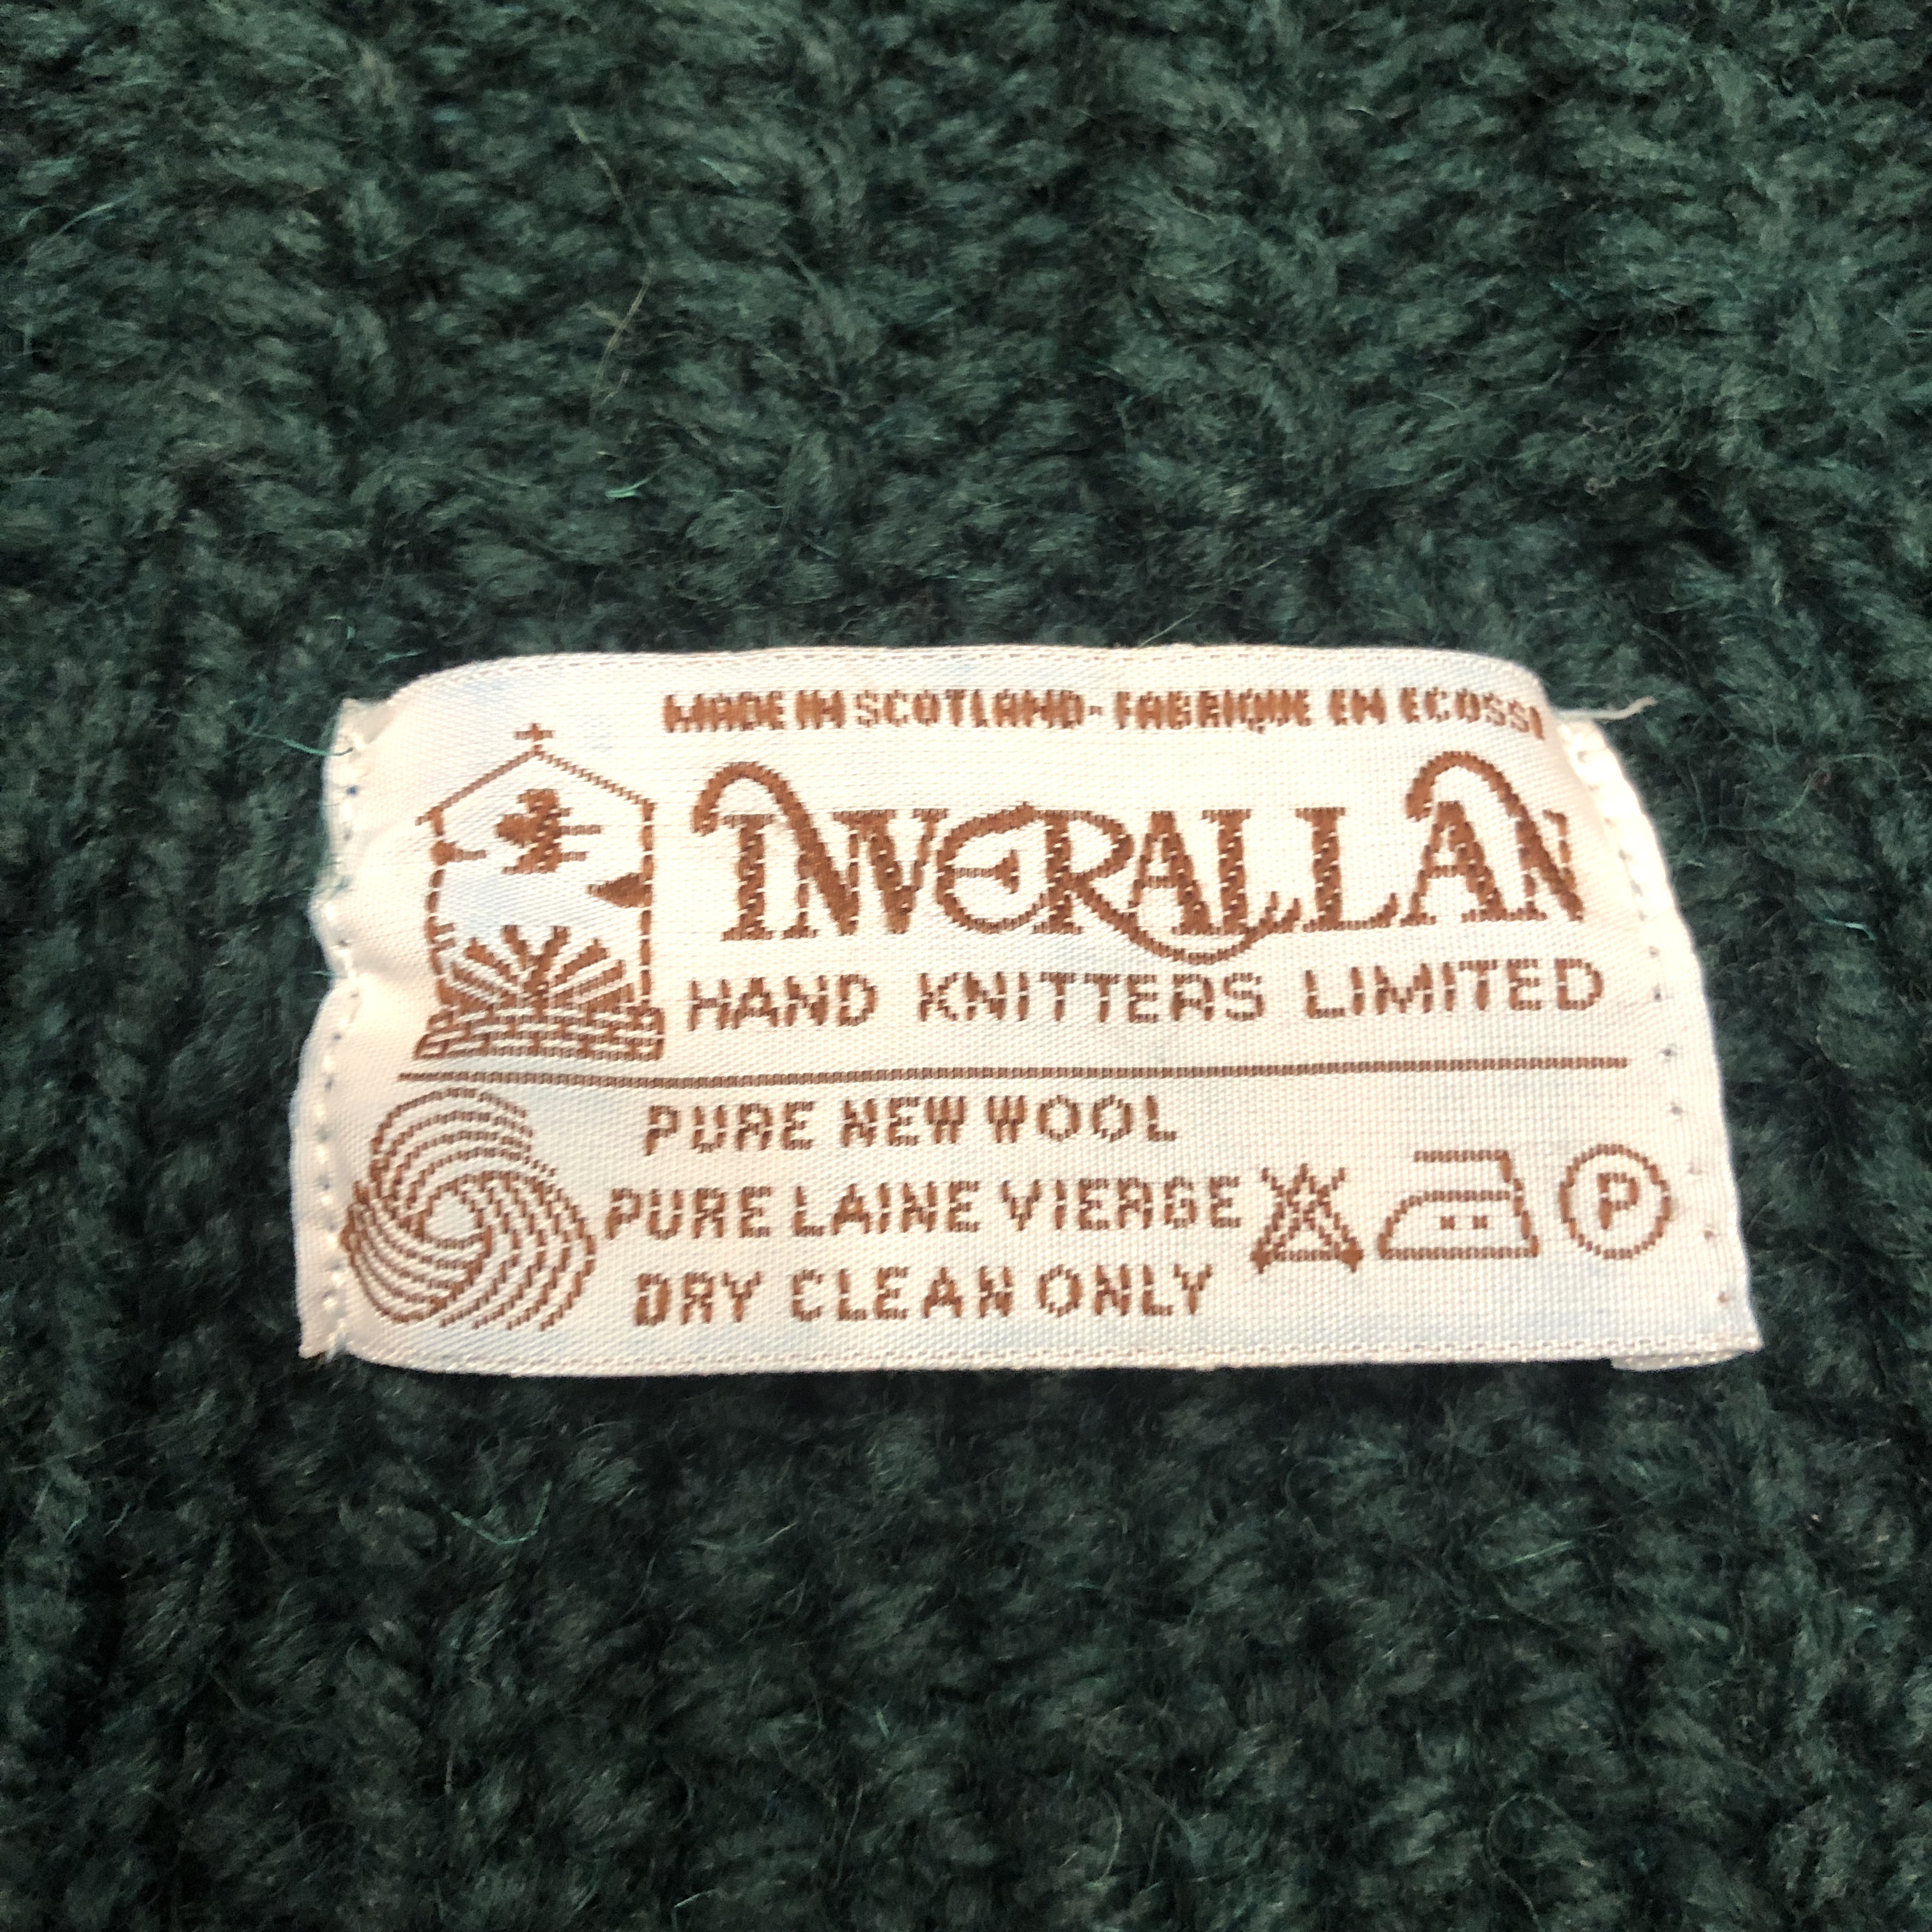 MADE IN SCOTLAND - FABRIQUE EN ECOSSE
INVERALLAN
HAND KNITTERS LIMITED
PURE NEW WOOL
PURE LAINE VIERGE
DRY CLEAN ONLY
P